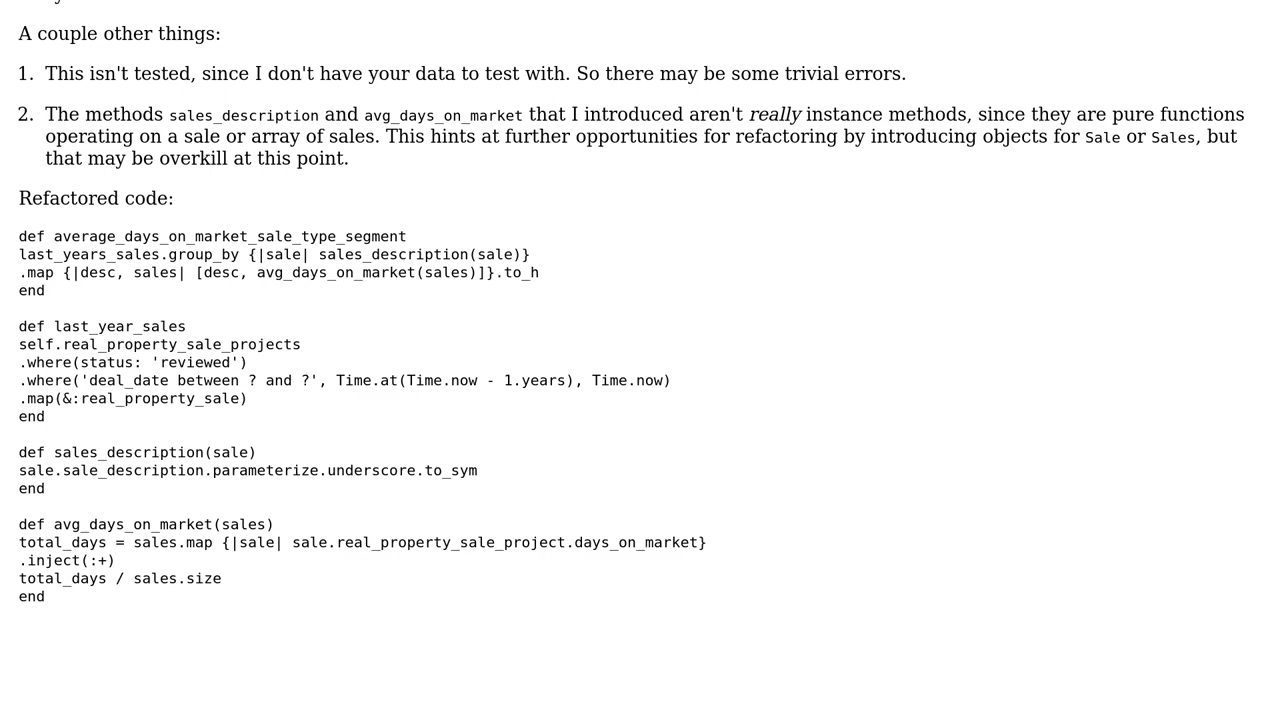 A couple other things:
1. This isn't tested, since I don't have your data to test with. So there may be some trivial errors.
2. The methods sales_description and avg_days_on_market that I introduced aren't really instance methods, since they are pure functions
operating on a sale or array of sales. This hints at further opportunities for refactoring by introducing objects for Sale or Sales, but
that may be overkill at this point.
Refactored code:
def average_days_on_market_sale_type_segment
last_years_sales.group_by {|sale| sales_description(sale)}
.map {|desc, sales| [desc, avg_days_on_market(sales)]}.to_h
end
def last_year_sales
self.real_property_sale_projects
.where(status: 'reviewed')
.where('deal_date between ? and ?', Time.at(Time.now - 1.years), Time.now)
.map(&:real_property_sale)
end
def sales_description(sale)
sale.sale_description.parameterize.underscore.to_sym
end
def avg_days_on_market(sales)
total_days = sales.map {|sale| sale.real_property_sale_project.days_on_market}
.inject(:+)
total_days / sales.size
end